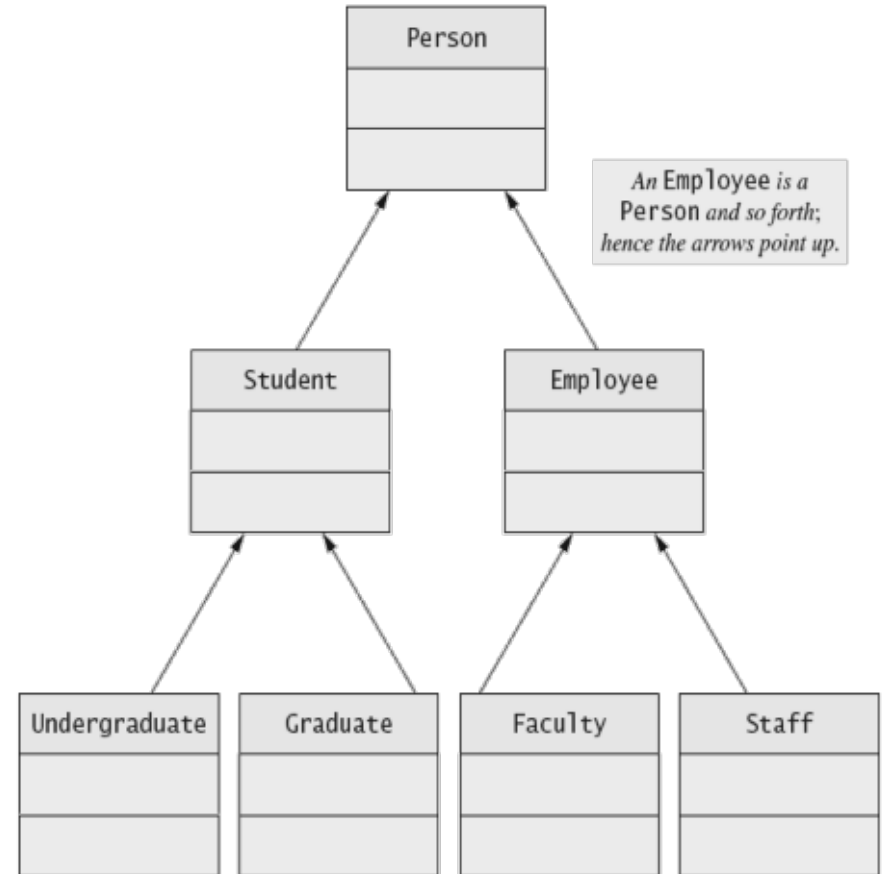 Person
An Employee is a
Person and so forth;
hence the arrows point up.
Student
Employee
Undergraduate
Graduate
Faculty
Staff